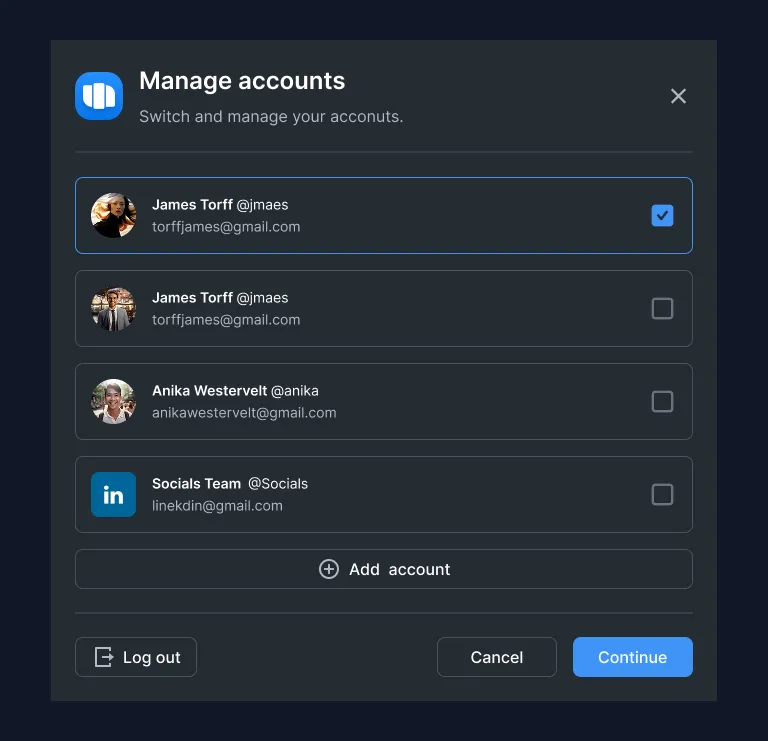 Manage accounts
Switch and manage your acconuts.
James Torff @jmaes
torffjames@gmail.com
James Torff @jmaes
torffjames@gmail.com
Anika Westervelt @anika
anikawestervelt@gmail.com
in
Socials Team @Socials
linekdin@gmail.com
Add account
Log out
Cancel
Continue